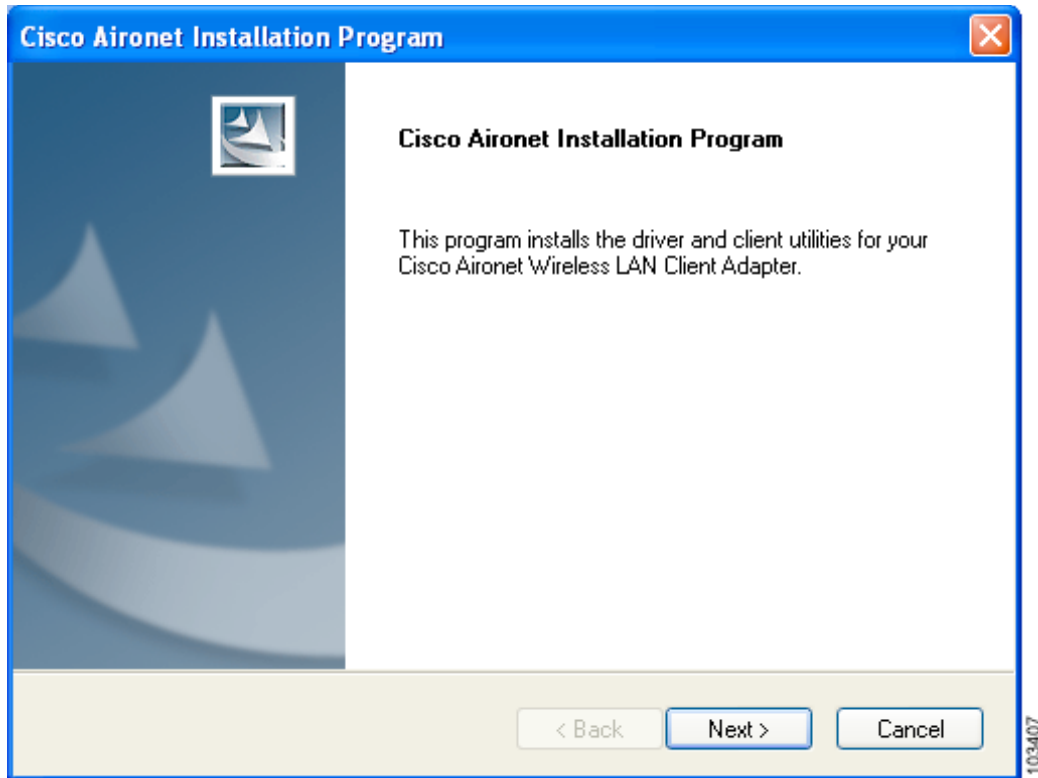 Cisco Aironet Installation Program
Cisco Aironet Installation Program
This program installs the driver and client utilities for your
Cisco Aironet Wireless LAN Client Adapter.
< Back
Next >
Cancel
103407